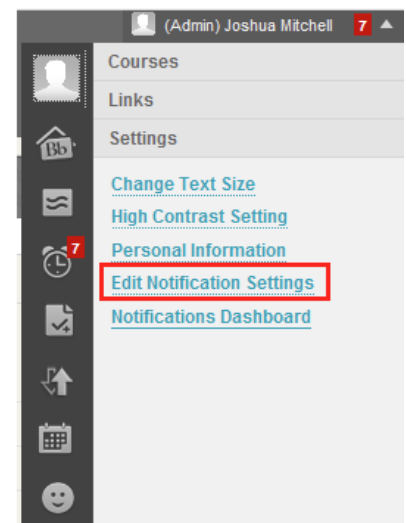 (Admin) Joshua Mitchell 7
Courses
Links
Settings
Bb
Change Text Size
High Contrast Setting
Personal Information
7
Edit Notification Settings
Notifications Dashboard